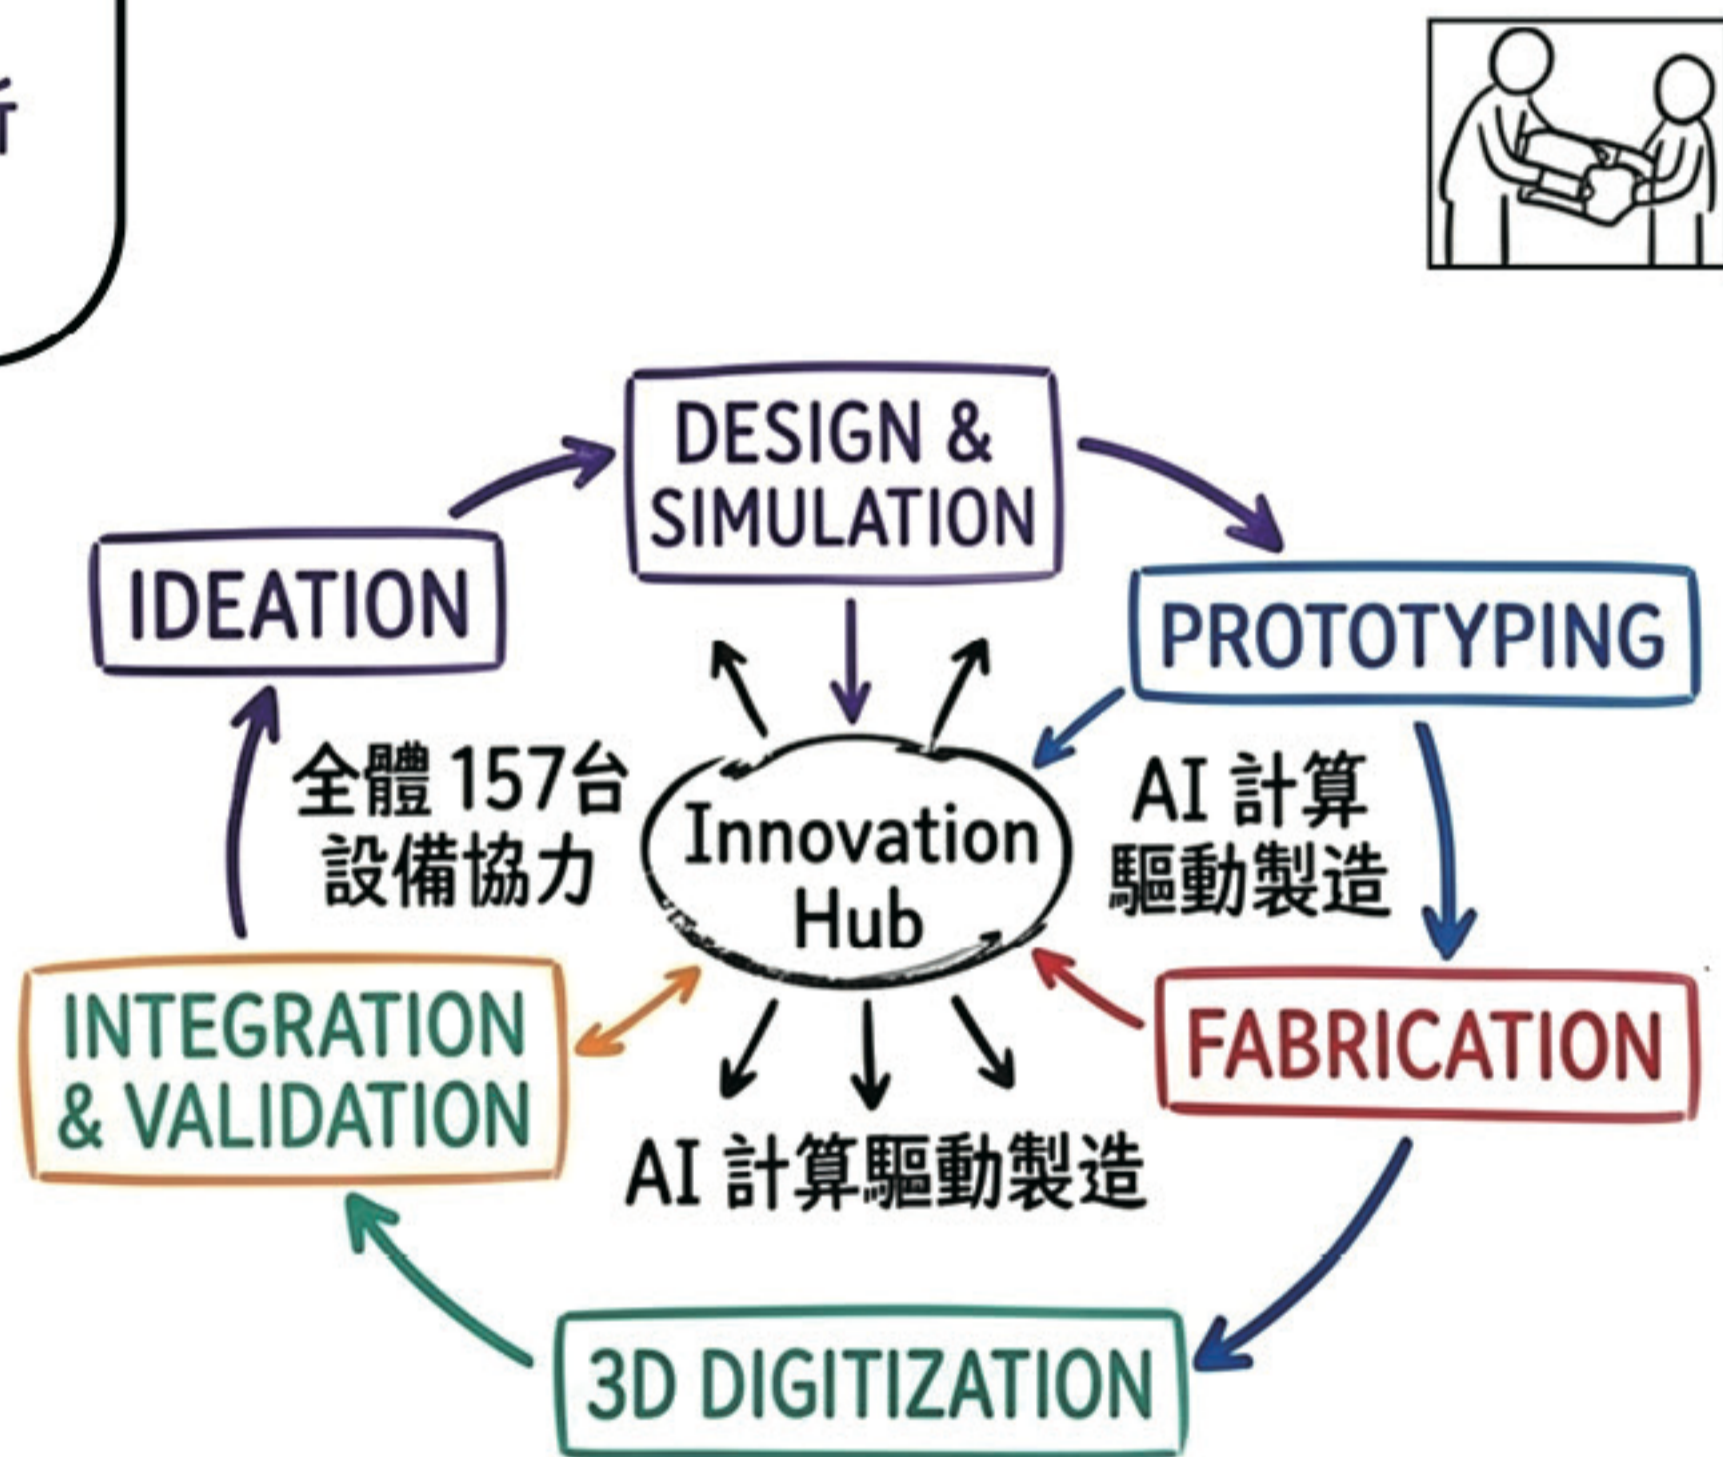 DESIGN &
SIMULATION
IDEATION
PROTOTYPING
全體 157台
設備協力
Innovation
Hub
AI 計算
驅動製造
INTEGRATION
& VALIDATION
FABRICATION
AI 計算驅動製造
3D DIGITIZATION